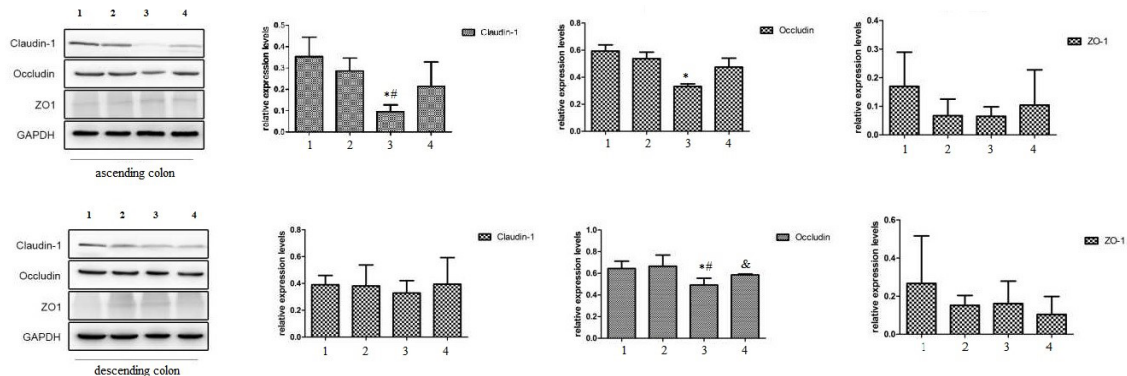 1 2 3 4
Claudin-1
Occludin
ZO1
GAPDH
ascending colon
relative expression levels
0.5
0.4
0.3
0.2
0.1
0.0
*#
1 2 3 4
Claudin-1
relative expression levels
0.8
0.6
0.4
0.2
0.0
*
1 2 3 4
Occludin
relative expression levels
0.4
0.3
0.2
0.1
0.0
1 2 3 4
ZO-1
1 2 3 4
Claudin-1
Occludin
ZO1
GAPDH
descending colon
relative expression levels
0.8
0.6
0.4
0.2
0.0
1 2 3 4
Claudin-1
relative expression levels
1.0
0.8
0.6
0.4
0.2
0.0
*#
&
1 2 3 4
Occludin
relative expression levels
0.6
0.4
0.2
0.0
1 2 3 4
ZO-1